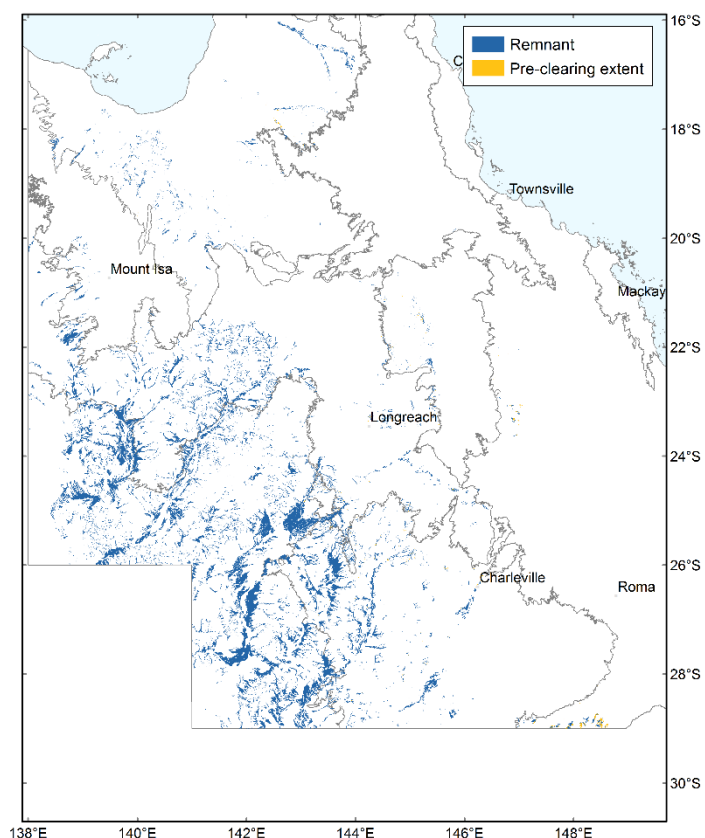 16°S
Remnant
C
Pre-clearing extent
18°S
Townsville
20°S
Mount Isa
Mackay
22°S
Longreach
24°S
26°S
Charleville
Roma
28°S
30°S
138°E
140°E
142°E
144°E
146°E
148°E